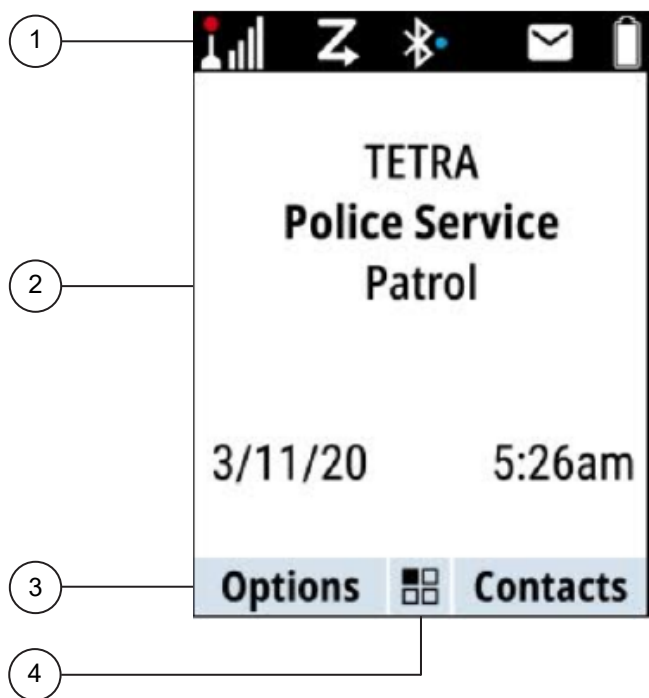 1
TETRA
Police Service
2
Patrol
3/11/20 5:26am
3 Options Contacts
4